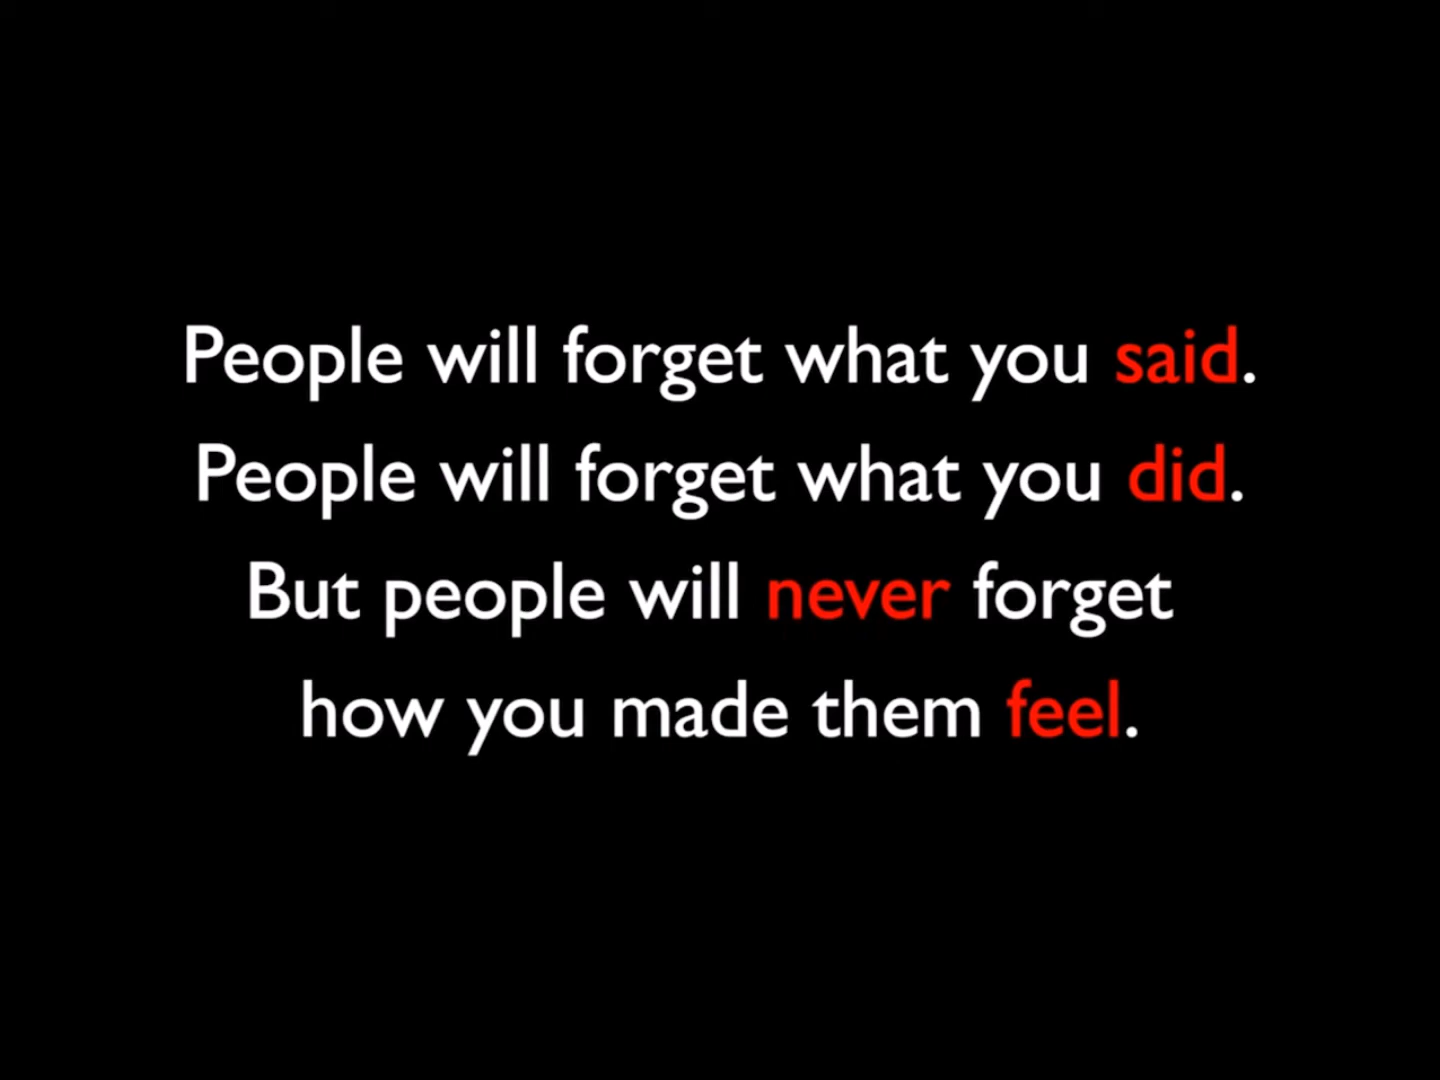 People will forget what you said.
People will forget what you did.
But people will never forget
how you made them feel.